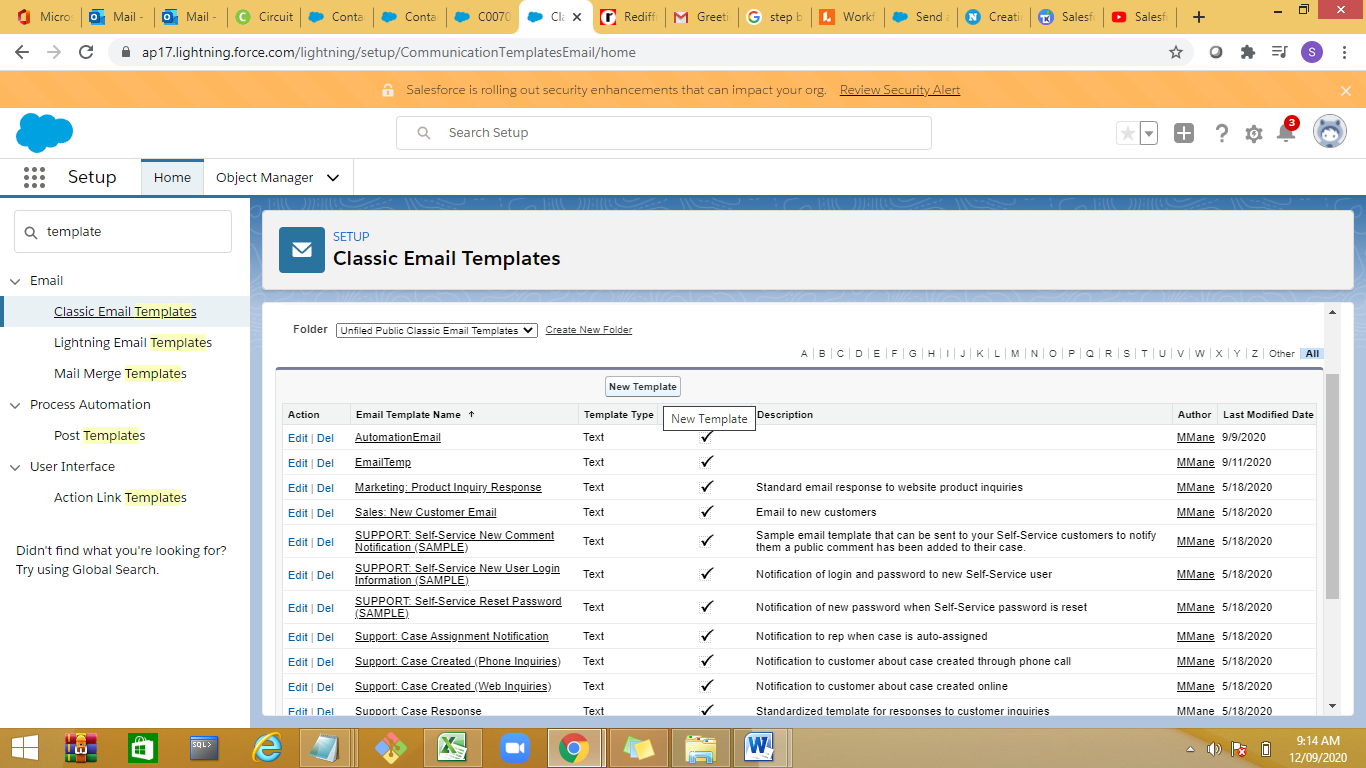 Micros
Mail -
Mail -
Circuit
Conta
Conta
C0070
Cla
Rediff
Greeti
step b
Workf
Send a
Creatin
Salesf
Salesf
ap17.lightning.force.com/lightning/setup/CommunicationTemplatesEmail/home
S
Salesforce is rolling out security enhancements that can impact your org. Review Security Alert
Search Setup
3
Setup
Home
Object Manager
template
Email
Classic Email Templates
Lightning Email Templates
Mail Merge Templates
Process Automation
Post Templates
User Interface
Action Link Templates
Didn't find what you're looking for?
Try using Global Search.
SETUP
Classic Email Templates
Folder Unfiled Public Classic Email Templates Create New Folder
A | B | C | D | E | F | G | H | I | J | K | L | M | N | O | P | Q | R | S | T | U | V | W | X | Y | Z | Other | All
New Template
Action Email Template Name Template Type Description Author Last Modified Date
New Template
Edit | Del AutomationEmail Text MMane 9/9/2020
Edit | Del EmailTemp Text MMane 9/11/2020
Edit | Del Marketing: Product Inquiry Response Text Standard email response to website product inquiries MMane 5/18/2020
Edit | Del Sales: New Customer Email Text Email to new customers MMane 5/18/2020
Edit | Del SUPPORT: Self-Service New Comment Notification (SAMPLE) Text Sample email template that can be sent to your Self-Service customers to notify them a public comment has been added to their case. MMane 5/18/2020
Edit | Del SUPPORT: Self-Service New User Login Information (SAMPLE) Text Notification of login and password to new Self-Service user MMane 5/18/2020
Edit | Del SUPPORT: Self-Service Reset Password (SAMPLE) Text Notification of new password when Self-Service password is reset MMane 5/18/2020
Edit | Del Support: Case Assignment Notification Text Notification to rep when case is auto-assigned MMane 5/18/2020
Edit | Del Support: Case Created (Phone Inquiries) Text Notification to customer about case created through phone call MMane 5/18/2020
Edit | Del Support: Case Created (Web Inquiries) Text Notification to customer about case created online MMane 5/18/2020
Edit | Del Support: Case Response Text Standardized template for responses to customer inquiries MMane 5/18/2020
SQL>
9:14 AM
12/09/2020